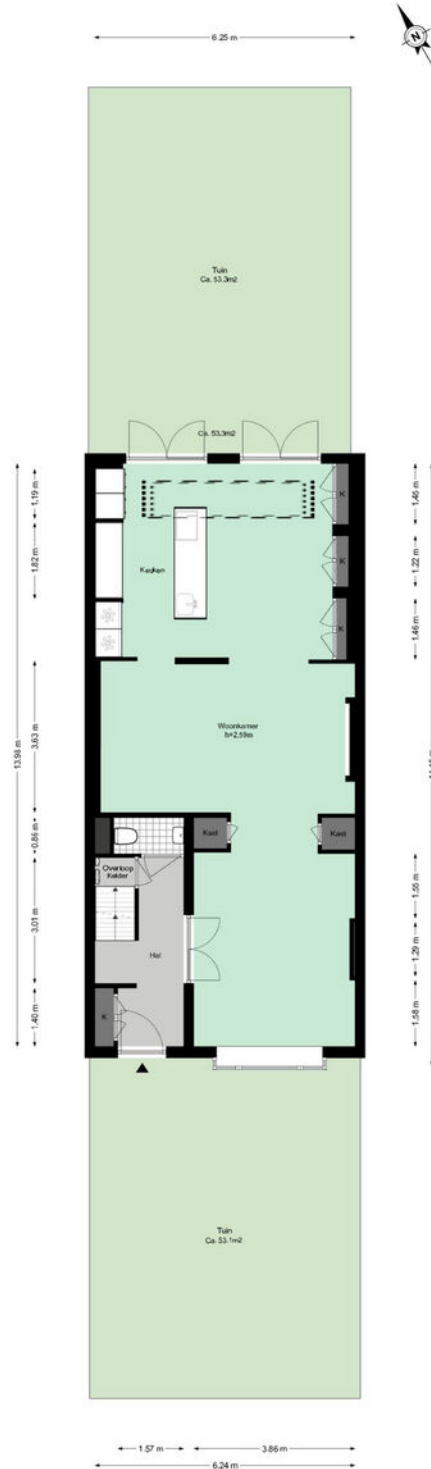 6.25 m
N
Tuin
Ca. 53.3m2
Ca. 53.3m2
1.19 m
1.82 m
3.63 m
0.86 m
3.01 m
1.40 m
13.98 m
K
K
K
Keuken
Woonkamer
h=2.59m
Kast
Kast
Overloop
Kelder
Hal
K
1.45 m
1.22 m
1.46 m
1.55 m
1.29 m
1.58 m
Tuin
Ca. 53.1m2
1.57 m
3.86 m
6.24 m